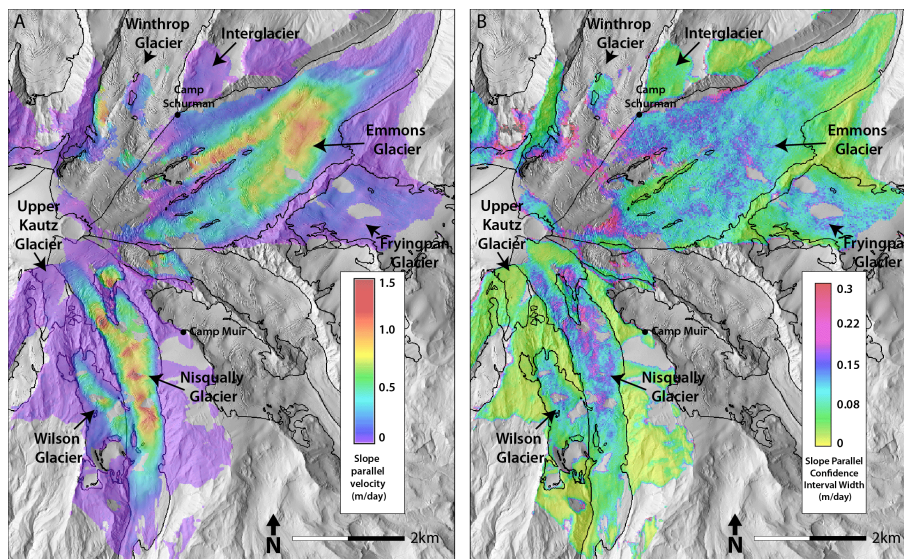 A
Winthrop
Glacier
Interglacier
Camp
Schurman
Emmons
Glacier
Upper
Kautz
Glacier
Fryingpan
Glacier
1.5
1.0
0.5
0
Slope
parallel
velocity
(m/day)
Camp Muir
Nisqually
Glacier
Wilson
Glacier
N
2km
B
Winthrop
Glacier
Interglacier
Camp
Schurman
Emmons
Glacier
Upper
Kautz
Glacier
Fryingpan
Glacier
0.3
0.22
0.15
0.08
0
Slope Parallel
Confidence
Interval Width
(m/day)
Camp Muir
Nisqually
Glacier
Wilson
Glacier
N
2km